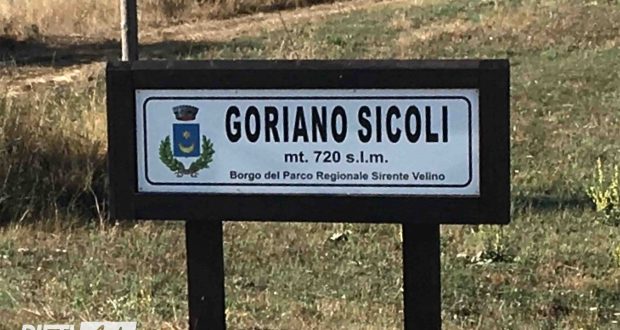 GORIANO SICOLI
mt. 720 s.l.m.
Borgo del Parco Regionale Sirente Velino